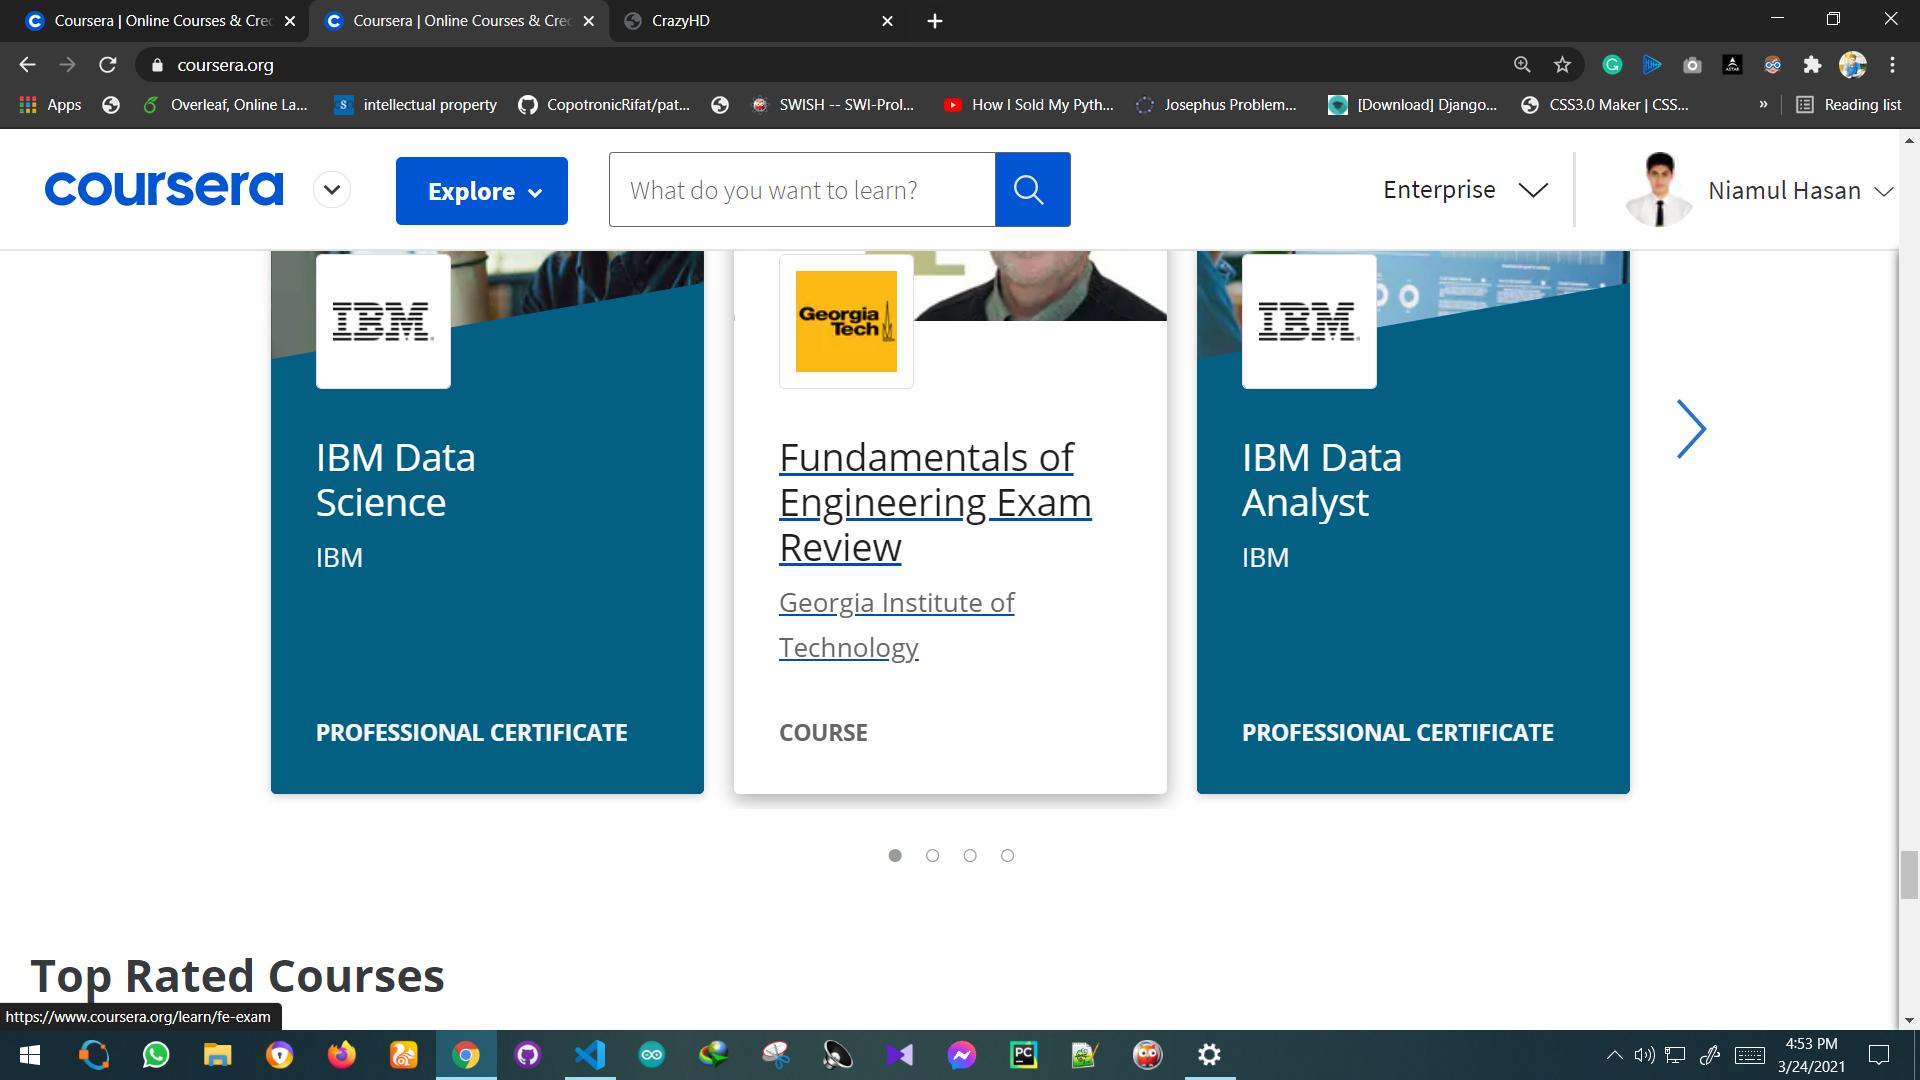 Coursera | Online Courses & Cred
Coursera | Online Courses & Cred
CrazyHD
coursera.org
Apps
Overleaf, Online La...
S
intellectual property
CopotronicRifat/pat...
SWISH -- SWI-Prol...
How I Sold My Pyth...
Josephus Problem...
[Download] Django...
CSS3.0 Maker | CSS...
»
Reading list
coursera
Explore
What do you want to learn?
Enterprise
Niamul Hasan
IBM
IBM Data
Science
IBM
PROFESSIONAL CERTIFICATE
Georgia
Tech
Fundamentals of
Engineering Exam
Review
Georgia Institute of
Technology
COURSE
IBM
IBM Data
Analyst
IBM
PROFESSIONAL CERTIFICATE
Top Rated Courses
https://www.coursera.org/learn/fe-exam
PC
4:53 PM
3/24/2021